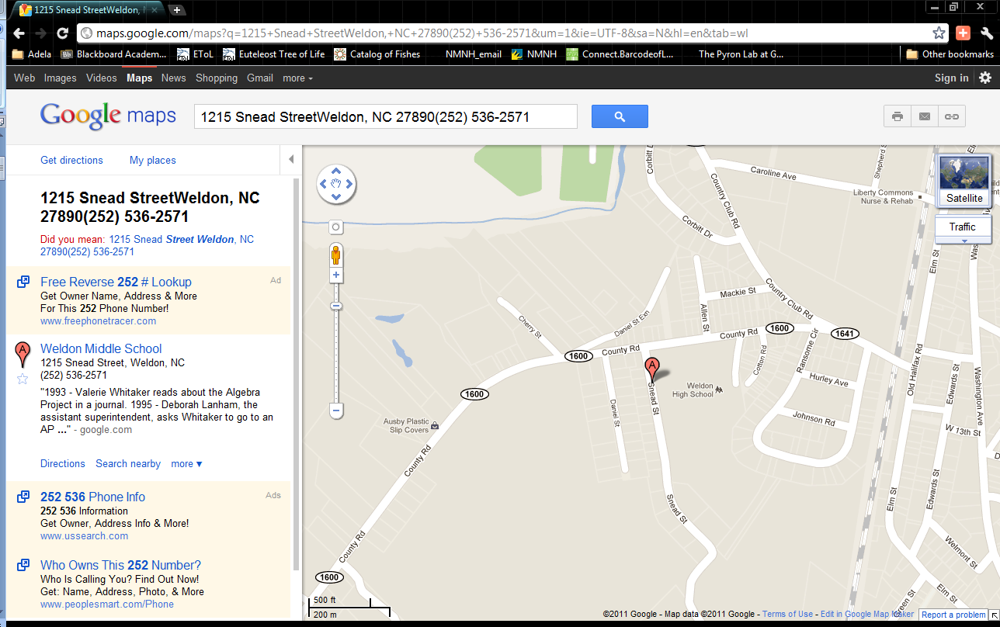 1215 Snead StreetWeldon, N
maps.google.com/maps?q=1215+Snead+StreetWeldon,+NC+27890(252)+536-2571&um=1&ie=UTF-8&sa=N&hl=en&tab=wl
Adela Blackboard Academ... EToL Euteleost Tree of Life Catalog of Fishes NMNH_email NMNH Connect.BarcodeofL... The Pyron Lab at G... Other bookmarks
Web Images Videos Maps News Shopping Gmail more Sign in
Google maps
1215 Snead StreetWeldon, NC 27890(252) 536-2571
Get directions My places
1215 Snead StreetWeldon, NC
27890(252) 536-2571
Did you mean: 1215 Snead Street Weldon, NC
27890(252) 536-2571
Free Reverse 252 # Lookup Ad
Get Owner Name, Address & More
For This 252 Phone Number!
www.freephonetracer.com
A
Weldon Middle School
1215 Snead Street, Weldon, NC
(252) 536-2571
"1993 - Valerie Whitaker reads about the Algebra
Project in a journal. 1995 - Deborah Lanham, the
assistant superintendent, asks Whitaker to go to an
AP ..." - google.com
Directions Search nearby more ▼
252 536 Phone Info Ads
252 536 Information
Get Owner, Address Info & More!
www.ussearch.com
Who Owns This 252 Number?
Who Is Calling You? Find Out Now!
Get: Name, Address, Photo, & More
www.peoplesmart.com/Phone
Corbitt D
Country Club Rd
Caroline Ave
Shepherd S
Liberty Commons
Nurse & Rehab
Satellite
Traffic
Corbitt Dr
Elm St
Was
Mackie St
Allen St
Country Club Rd
Cherry St
Daniel St Exn
County Rd
1600
1641
County Rd
1600
Ransome Cir
Cotton Rd
Old Halifax Rd
A
Hurley Ave
Edwards St
Washington Ave
1600
Snead St
Weldon
High School
Daniel St
Johnson Rd
Ausby Plastic
Slip Covers
W 13th St
County Rd
Edwards St
Elm St
Snead St
County Rd
Welmont St
1600
Elm St
Green St
500 ft
200 m
©2011 Google - Map data ©2011 Google - Terms of Use - Edit in Google Map Maker Report a problem